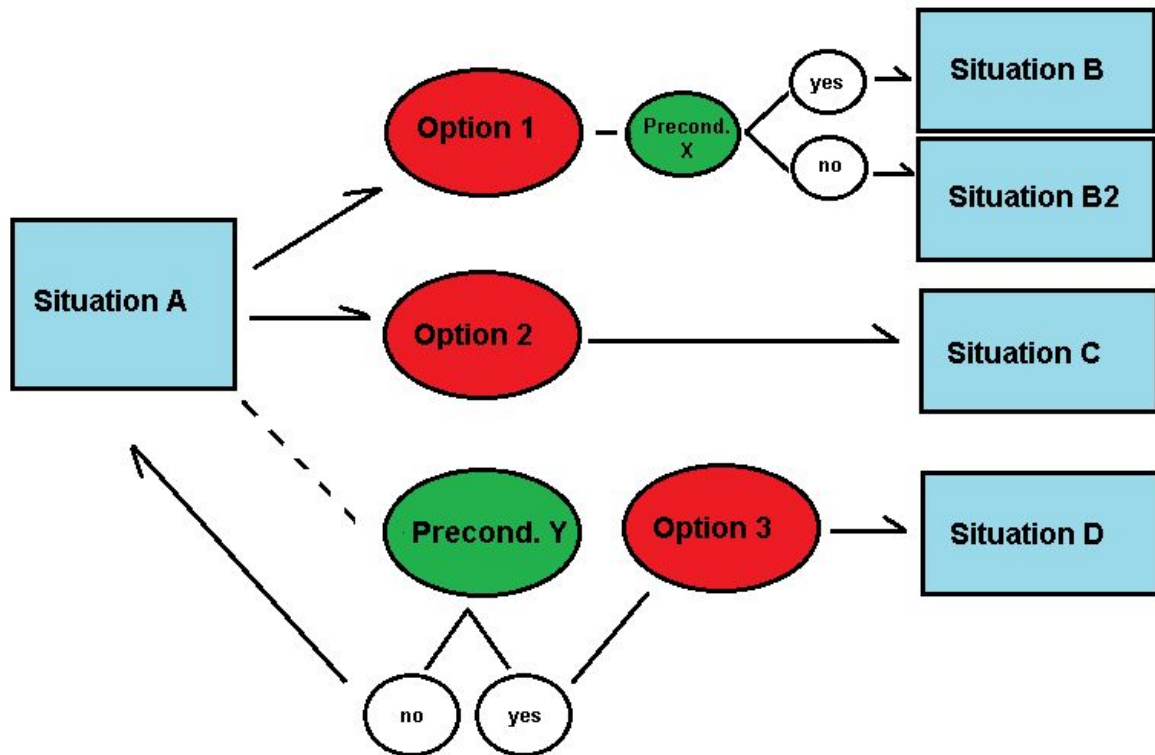 Situation A
Option 1
Precond.
X
yes
no
Situation B
Situation B2
Option 2
Situation C
Precond. Y
no
yes
Option 3
Situation D